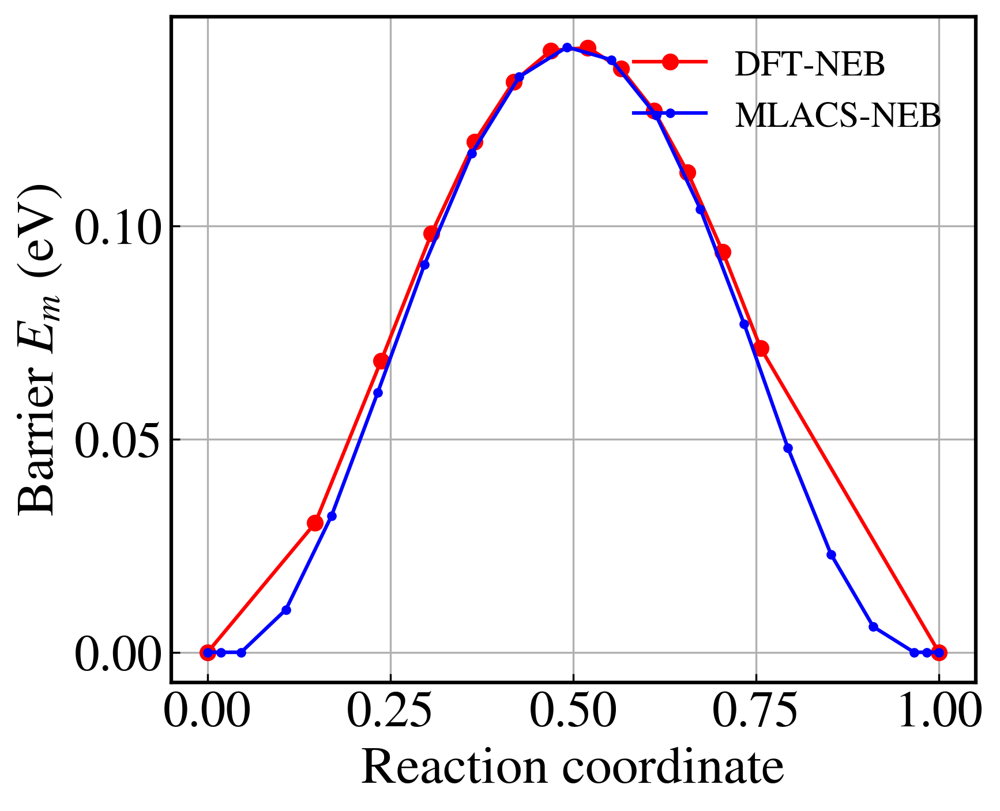 DFT-NEB
MLACS-NEB
Barrier E_m (eV)
0.10
0.05
0.00
0.00 0.25 0.50 0.75 1.00
Reaction coordinate